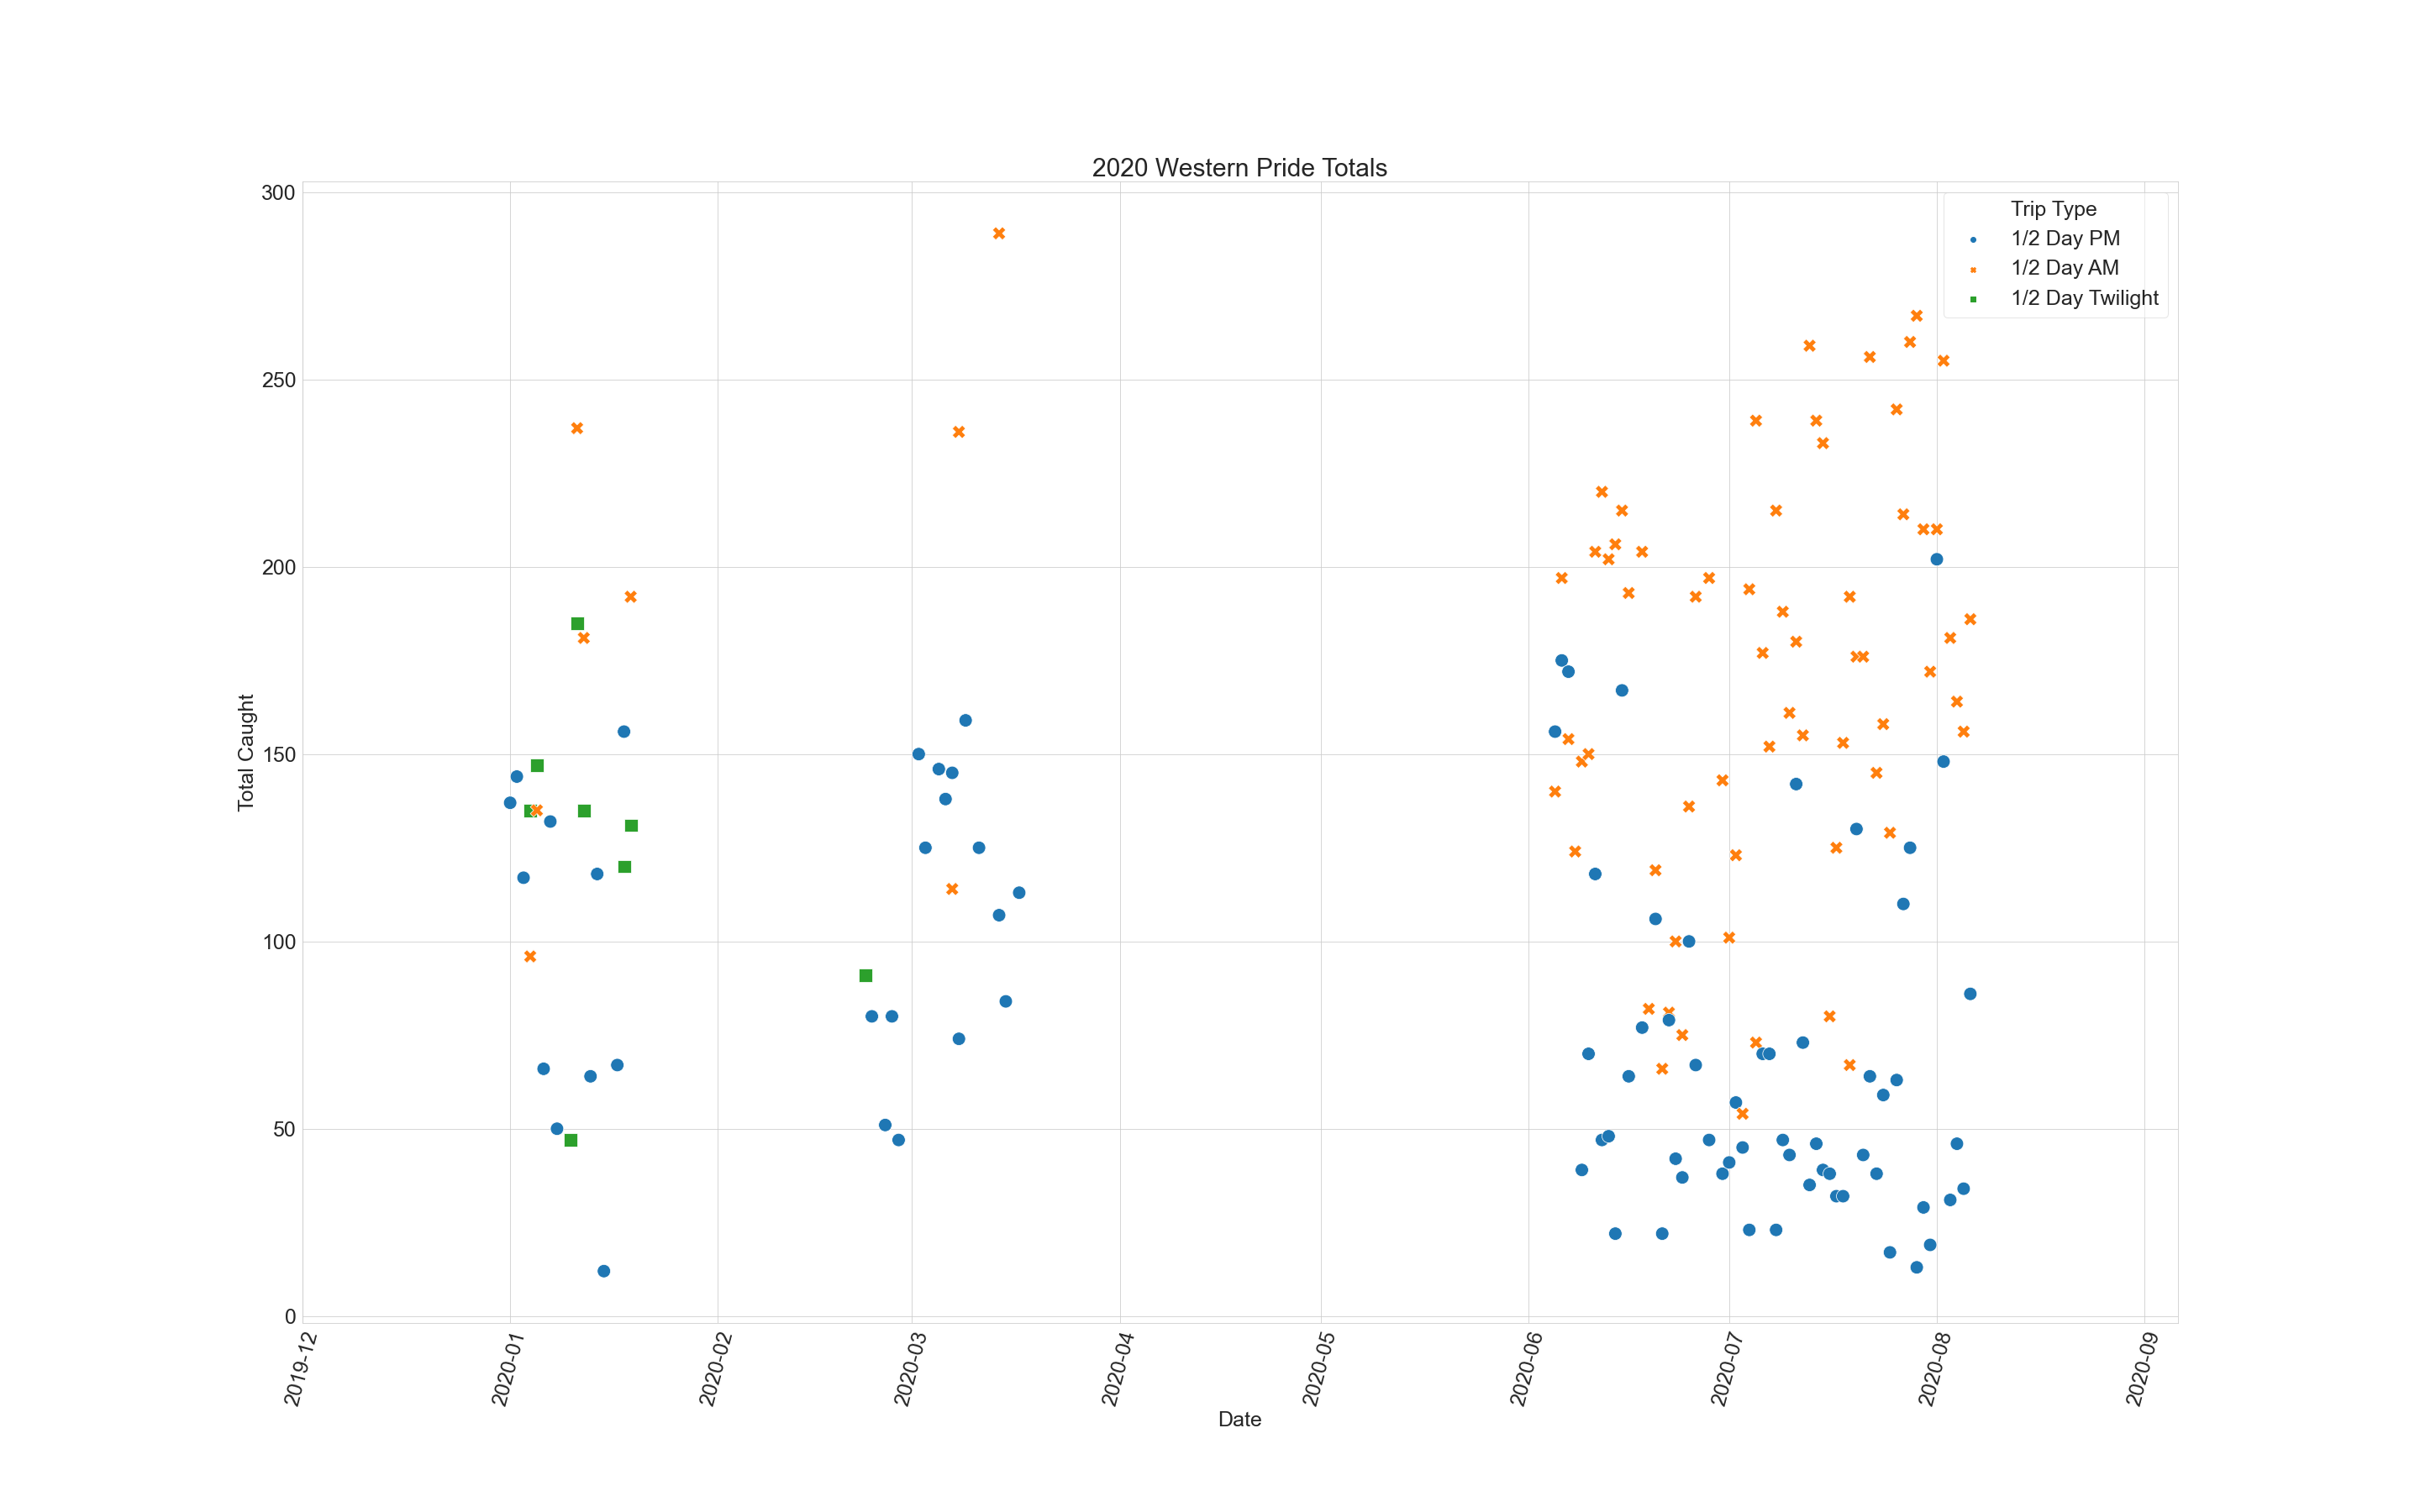 2020 Western Pride Totals
Trip Type
1/2 Day PM
1/2 Day AM
1/2 Day Twilight
Total Caught
300
250
200
150
100
50
0
2019-12
2020-01
2020-02
2020-03
2020-04
2020-05
2020-06
2020-07
2020-08
2020-09
Date